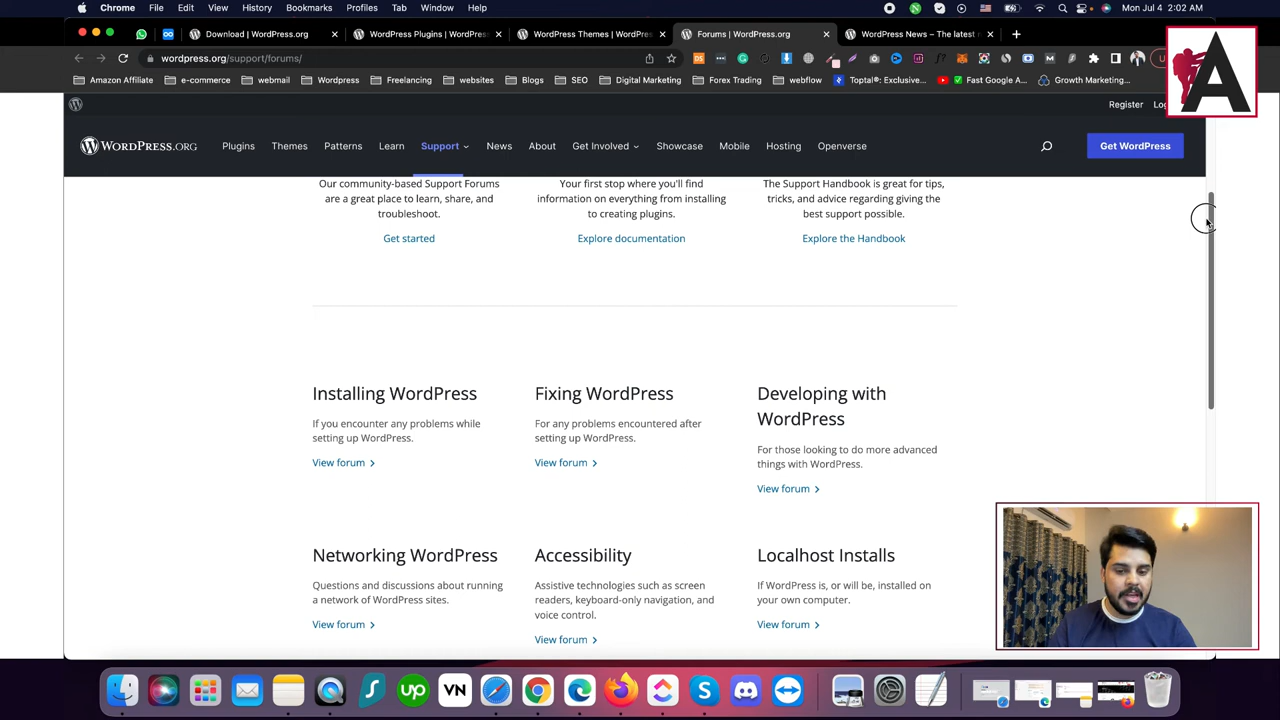 Chrome File Edit View History Bookmarks Profiles Tab Window Help Mon Jul 4 2:02 AM
Download | WordPress.org WordPress Plugins | WordPres WordPress Themes | WordPres Forums | WordPress.org WordPress News – The latest n
wordpress.org/support/forums/
Amazon Affiliate e-commerce webmail Wordpress Freelancing websites Blogs SEO Digital Marketing Forex Trading webflow Toptal®: Exclusive... Fast Google A... Growth Marketing...
A
Register Lo
WORDPRESS.ORG Plugins Themes Patterns Learn Support News About Get Involved Showcase Mobile Hosting Openverse Get WordPress
Our community-based Support Forums
are a great place to learn, share, and
troubleshoot.
Get started
Your first stop where you'll find
information on everything from installing
to creating plugins.
Explore documentation
The Support Handbook is great for tips,
tricks, and advice regarding giving the
best support possible.
Explore the Handbook
Installing WordPress
If you encounter any problems while
setting up WordPress.
View forum
Fixing WordPress
For any problems encountered after
setting up WordPress.
View forum
Developing with
WordPress
For those looking to do more advanced
things with WordPress.
View forum
Networking WordPress
Questions and discussions about running
a network of WordPress sites.
View forum
Accessibility
Assistive technologies such as screen
readers, keyboard-only navigation, and
voice control.
View forum
Localhost Installs
If WordPress is, or will be, installed on
your own computer.
View forum
up VN